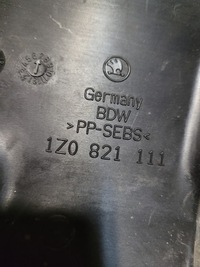 Germany
BDW
>PP-SEBS<
1Z0 821 111